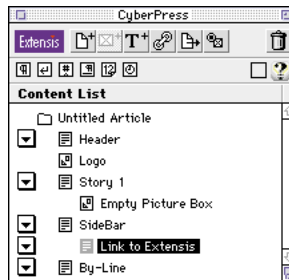 CyberPress
Extensis T
12
Content List
Untitled Article
Header
Logo
Story 1
Empty Picture Box
SideBar
Link to Extensis
By-Line